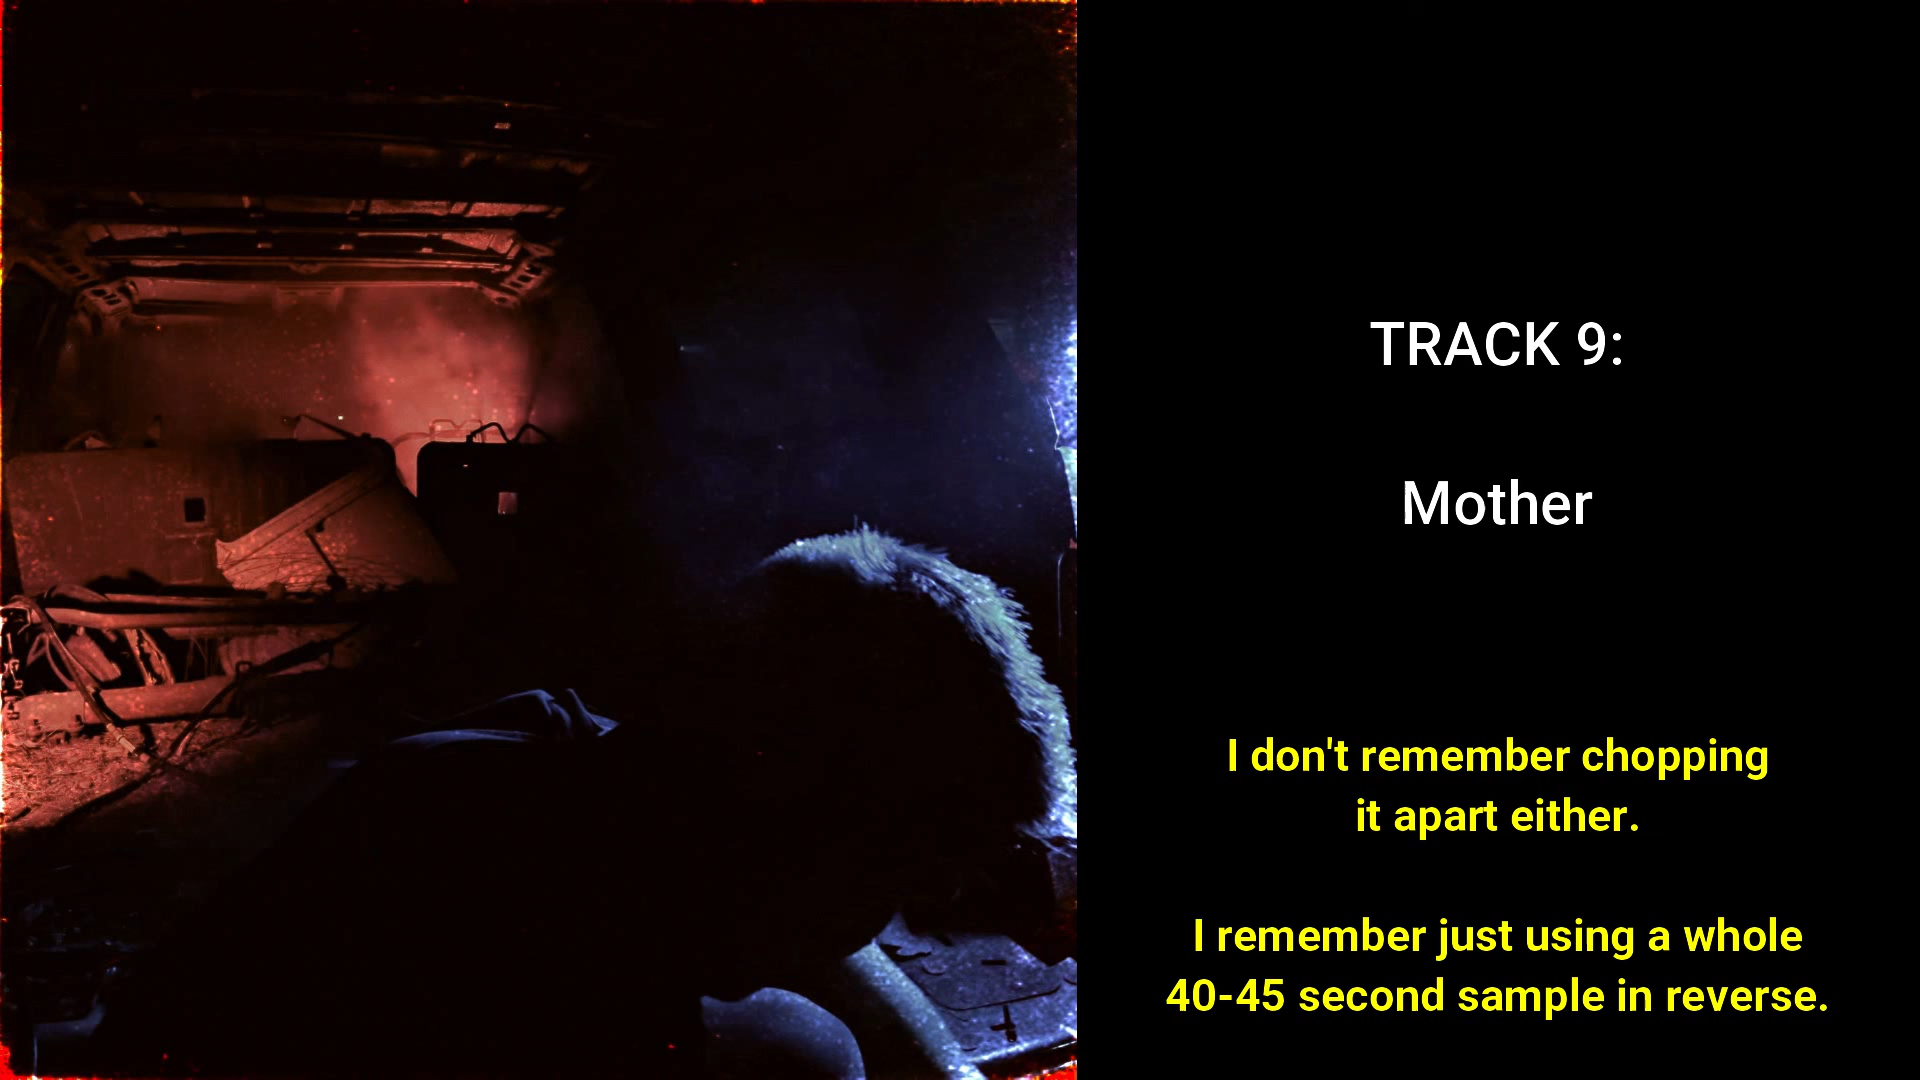 TRACK 9:
Mother
I don't remember chopping
it apart either.
I remember just using a whole
40-45 second sample in reverse.